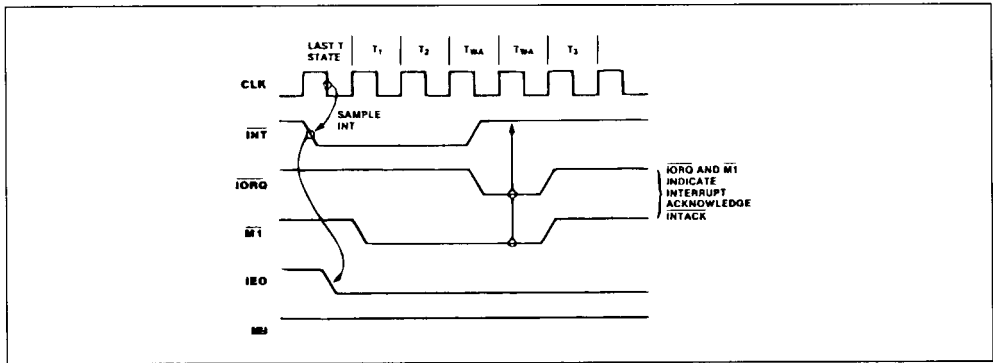 LAST T STATE
T1
T2
TWA
TWA
T3
CLK
SAMPLE
INT
INT
IORQ
IORQ AND M1
INDICATE
INTERRUPT
ACKNOWLEDGE
INTACK
M1
IEO